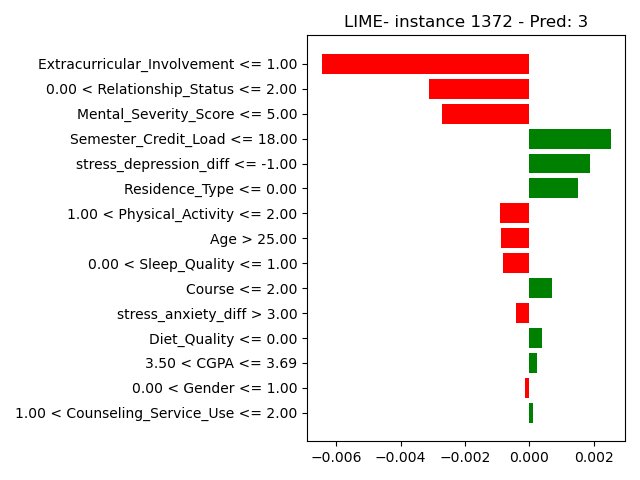 LIME- instance 1372 - Pred: 3
Extracurricular_Involvement <= 1.00
0.00 < Relationship_Status <= 2.00
Mental_Severity_Score <= 5.00
Semester_Credit_Load <= 18.00
stress_depression_diff <= -1.00
Residence_Type <= 0.00
1.00 < Physical_Activity <= 2.00
Age > 25.00
0.00 < Sleep_Quality <= 1.00
Course <= 2.00
stress_anxiety_diff > 3.00
Diet_Quality <= 0.00
3.50 < CGPA <= 3.69
0.00 < Gender <= 1.00
1.00 < Counseling_Service_Use <= 2.00
−0.006 −0.004 −0.002 0.000 0.002